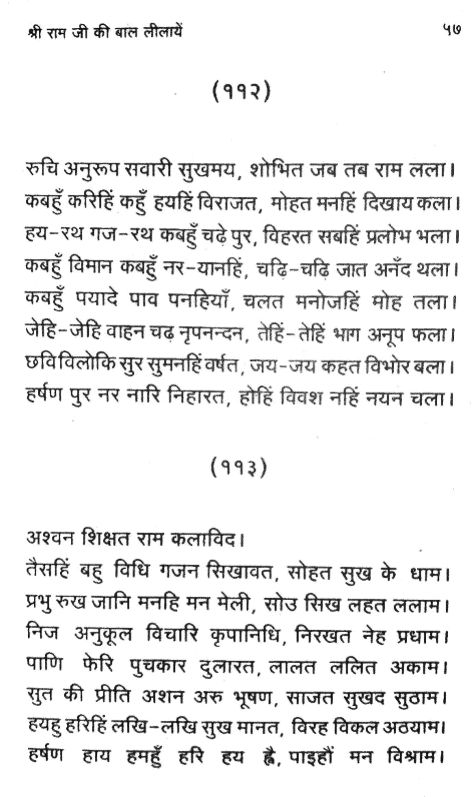 श्री राम जी की बाल लीलायें ५७
(११२)
रुचि अनुरूप सवारी सुखमय, शोभित जब तब राम लला।
कबहुँ करिहिं कहुँ हयहिं विराजत, मोहत मनहिं दिखाय कला।
हय-रथ गज-रथ कबहुँ चढ़े पुर, विहरत सबहिं प्रलोभ भला।
कबहुँ विमान कबहुँ नर-यानहिं, चढ़ि-चढ़ि जात अनँद थला।
कबहुँ पयादे पाव पनहियाँ, चलत मनोजहिं मोह तला।
जेहि-जेहि वाहन चढ़ नृपनन्दन, तेहिं-तेहिं भाग अनूप फला।
छवि विलोकि सुर सुमनहिं वर्षत, जय-जय कहत विभोर बला।
हर्षण पुर नर नारि निहारत, होहिं विवश नहिं नयन चला।
(११३)
अश्वन शिक्षत राम कलाविद।
तैसहिं बहु विधि गजन सिखावत, सोहत सुख के धाम।
प्रभु रुख जानि मनहि मन मेली, सोउ सिख लहत ललाम।
निज अनुकूल विचारि कृपानिधि, निरखत नेह प्रधाम।
पाणि फेरि पुचकार दुलारत, लालत ललित अकाम।
सुत की प्रीति अशन अरु भूषण, साजत सुखद सुठाम।
हयहु हरिहिं लखि-लखि सुख मानत, विरह विकल अठयाम।
हर्षण हाय हमहुँ हरि हय ह्वै, पाइहौं मन विश्राम।